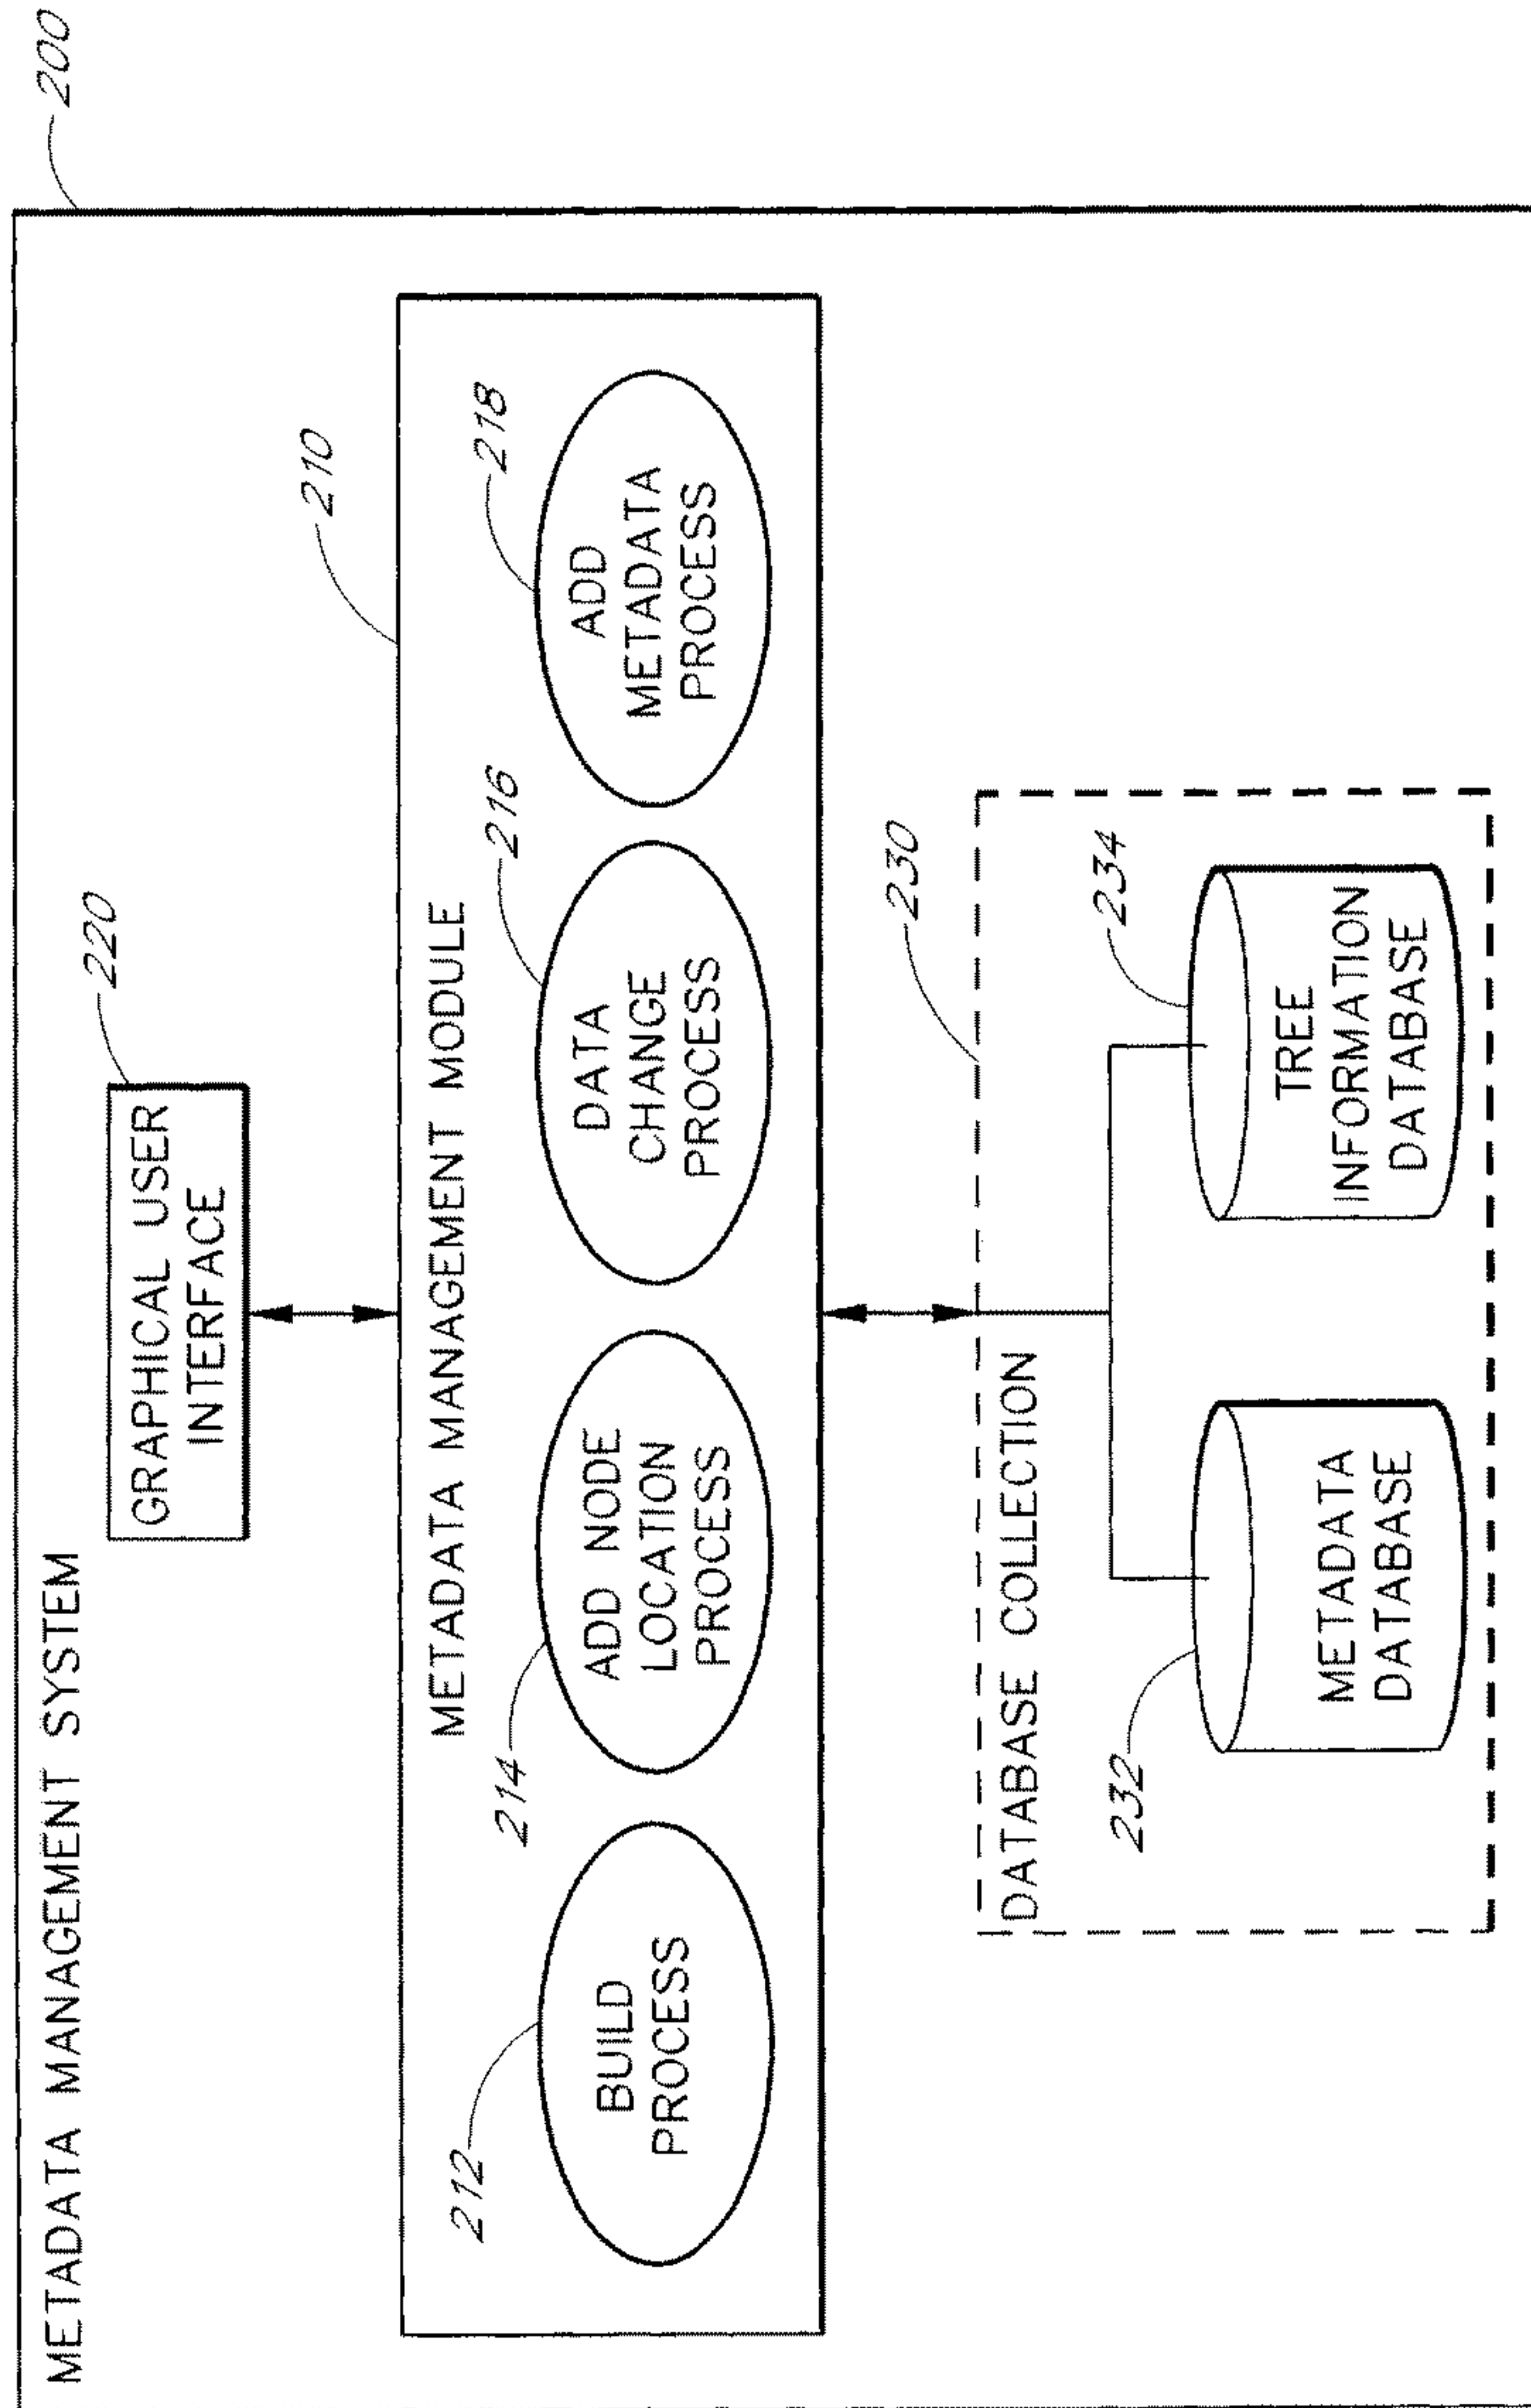 METADATA MANAGEMENT SYSTEM
200
GRAPHICAL USER
INTERFACE
220
METADATA MANAGEMENT MODULE
210
212
BUILD
PROCESS
214
ADD NODE
LOCATION
PROCESS
216
DATA
CHANGE
PROCESS
218
ADD
METADATA
PROCESS
DATABASE COLLECTION
230
232
METADATA
DATABASE
234
TREE
INFORMATION
DATABASE